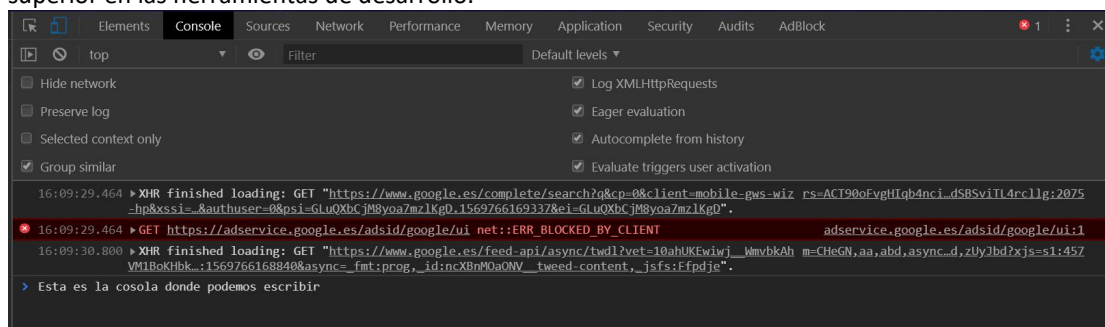 superior en las herramientas de desarrollo.
Elements Console Sources Network Performance Memory Application Security Audits AdBlock 1
top Filter Default levels
Hide network Log XMLHttpRequests
Preserve log Eager evaluation
Selected context only Autocomplete from history
Group similar Evaluate triggers user activation
16:09:29.464 XHR finished loading: GET "https://www.google.es/complete/search?q&cp=0&client=mobile-gws-wiz rs=ACT90oFvgHIqb4nci…dSBSviTL4rcllg:2075
-hp&xssi=…&authuser=0&psi=GLuQXbCjM8yoa7mzlKgD.1569766169337&ei=GLuQXbCjM8yoa7mzlKgD".
16:09:29.464 GET https://adservice.google.es/adsid/google/ui net::ERR_BLOCKED_BY_CLIENT adservice.google.es/adsid/google/ui:1
16:09:30.800 XHR finished loading: GET "https://www.google.es/feed-api/async/twdl?vet=10ahUKEwiwj__WmvbkAh m=CHeGN,aa,abd,async…d,zUyJbd?xjs=s1:457
VM1BoKHbk…:1569766168840&async=_fmt:prog,_id:ncXBnMOaONV__tweed-content,_jsfs:Ffpdje".
> Esta es la cosola donde podemos escribir